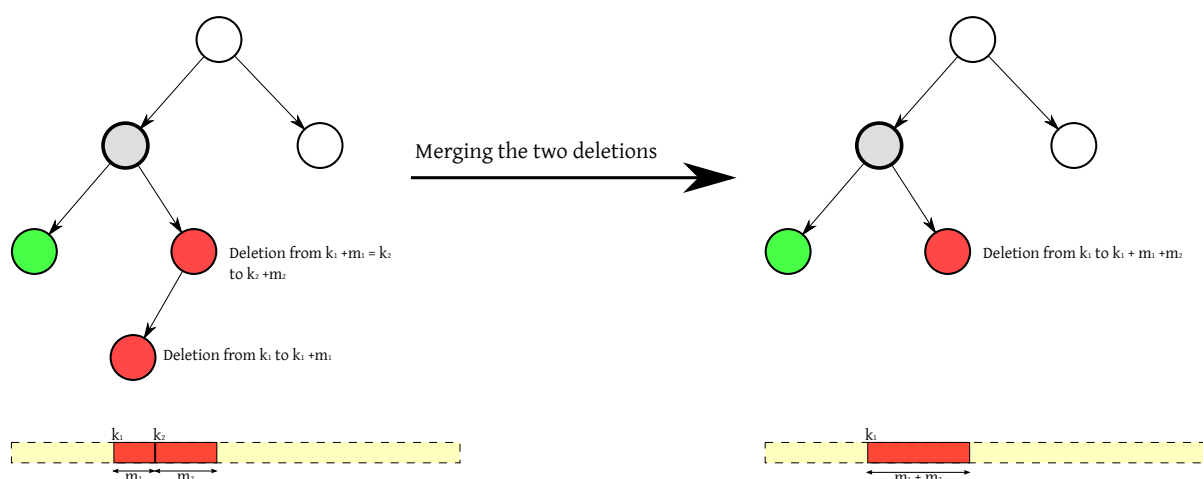 Merging the two deletions
Deletion from k₁ +m₁ = k₂
to k₂ +m₂
Deletion from k₁ to k₁ + m₁ +m₂
Deletion from k₁ to k₁ +m₁
k₁ k₂
m₁ m₂
k₁
m₁ + m₂